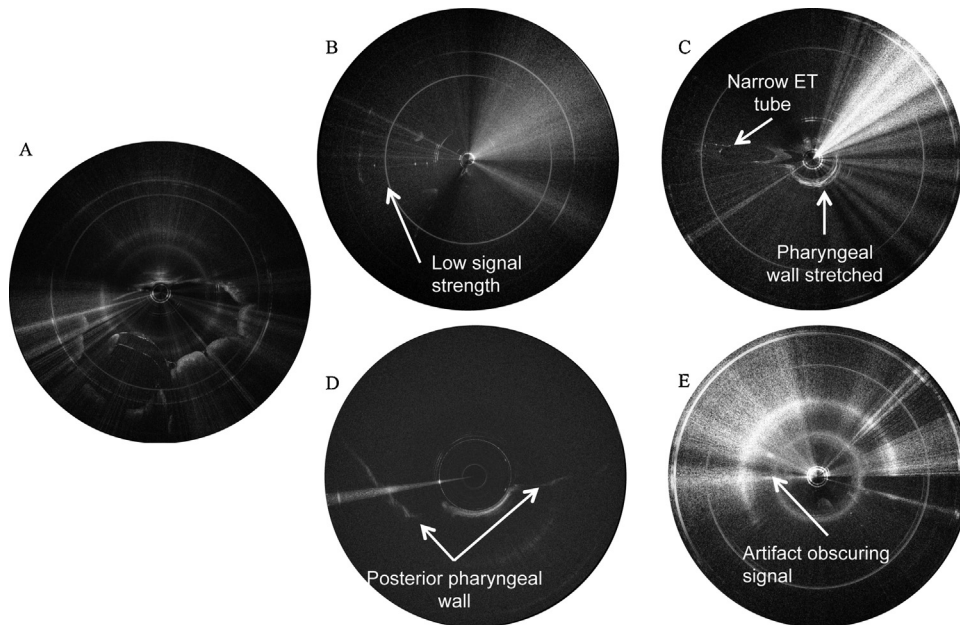 A
B
Low signal
strength
C
Narrow ET
tube
Pharyngeal
wall stretched
D
Posterior pharyngeal
wall
E
Artifact obscuring
signal